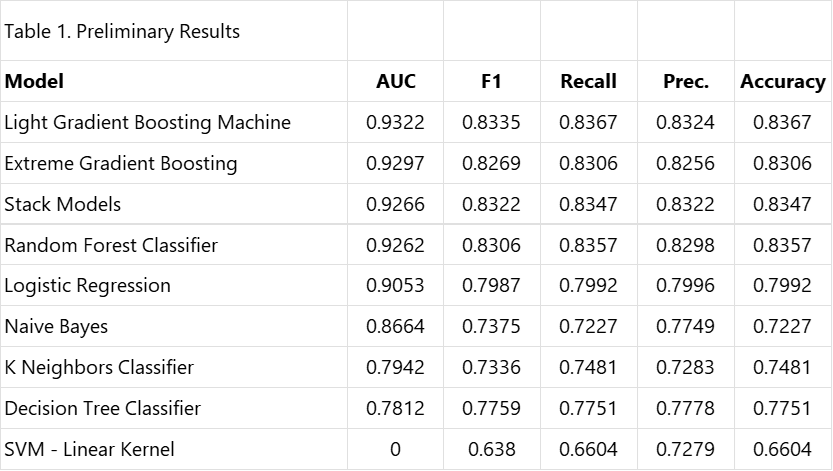 Table 1. Preliminary Results
Model AUC F1 Recall Prec. Accuracy
Light Gradient Boosting Machine 0.9322 0.8335 0.8367 0.8324 0.8367
Extreme Gradient Boosting 0.9297 0.8269 0.8306 0.8256 0.8306
Stack Models 0.9266 0.8322 0.8347 0.8322 0.8347
Random Forest Classifier 0.9262 0.8306 0.8357 0.8298 0.8357
Logistic Regression 0.9053 0.7987 0.7992 0.7996 0.7992
Naive Bayes 0.8664 0.7375 0.7227 0.7749 0.7227
K Neighbors Classifier 0.7942 0.7336 0.7481 0.7283 0.7481
Decision Tree Classifier 0.7812 0.7759 0.7751 0.7778 0.7751
SVM - Linear Kernel 0 0.638 0.6604 0.7279 0.6604